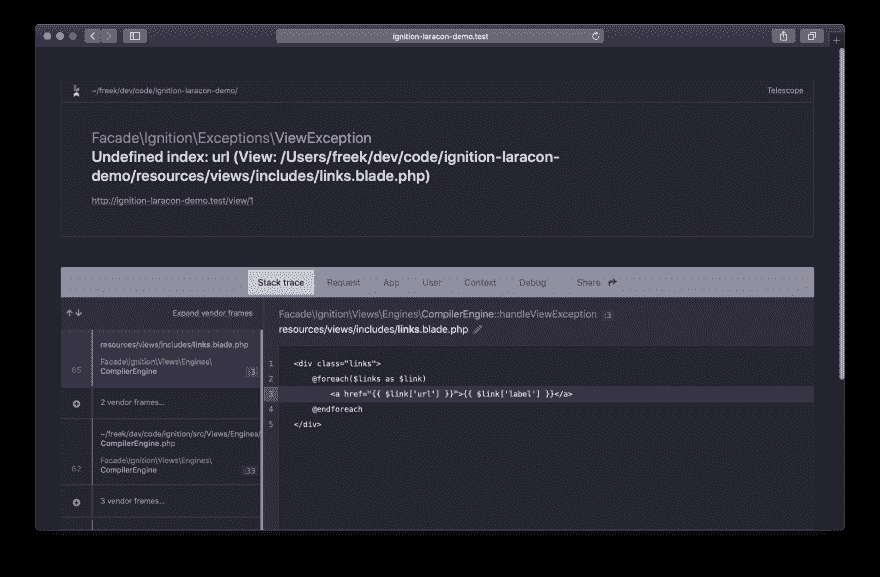 ignition-laracon-demo.test
~/freek/dev/code/ignition-laracon-demo/
Telescope
Facade\Ignition\Exceptions\ViewException
Undefined index: url (View: /Users/freek/dev/code/ignition-laracon-
demo/resources/views/includes/links.blade.php)
http://ignition-laracon-demo.test/view/1
Stack trace Request App User Context Debug Share
Expand vendor frames
resources/views/includes/links.blade.php
65
Facade\Ignition\Views\Engines\
CompilerEngine
:3
2 vendor frames…
~/freek/dev/code/ignition/src/Views/Engines/
CompilerEngine.php
62
Facade\Ignition\Views\Engines\
CompilerEngine
:33
3 vendor frames…
Facade\Ignition\Views\Engines\CompilerEngine::handleViewException :3
resources/views/includes/links.blade.php
1 <div class="links">
2 @foreach($links as $link)
3 <a href="{{ $link['url'] }}">{{ $link['label'] }}</a>
4 @endforeach
5 </div>